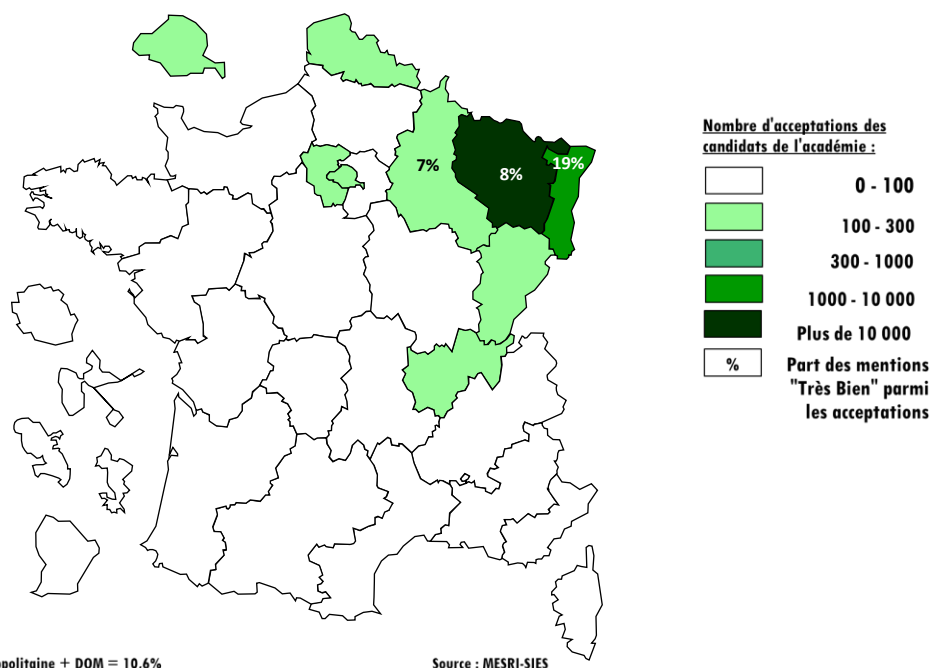 Nombre d'acceptations des
candidats de l'académie :
0 - 100
100 - 300
300 - 1000
1000 - 10 000
Plus de 10 000
% Part des mentions
"Très Bien" parmi
les acceptations
19%
7%
8%
opolitaine + DOM = 10,6%
Source : MESRI-SIES